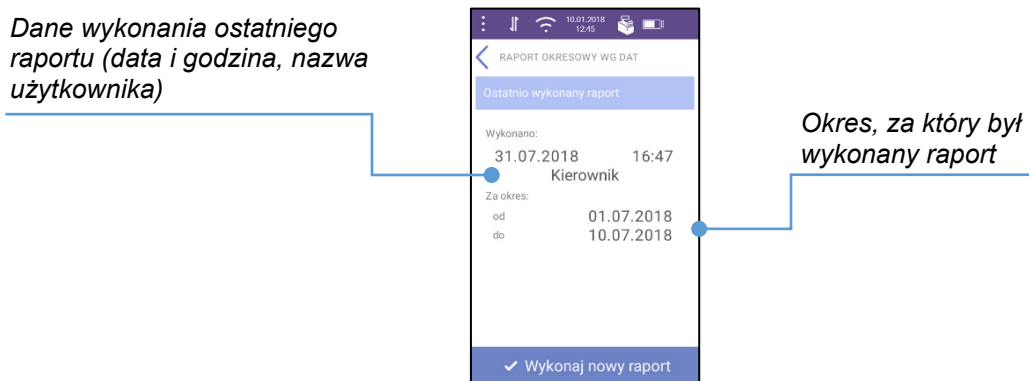 Dane wykonania ostatniego
raportu (data i godzina, nazwa
użytkownika)
10.01.2018
12:45
RAPORT OKRESOWY WG DAT
Ostatnio wykonany raport
Wykonano:
31.07.2018 16:47
Kierownik
Za okres:
od 01.07.2018
do 10.07.2018
Wykonaj nowy raport
Okres, za który był
wykonany raport